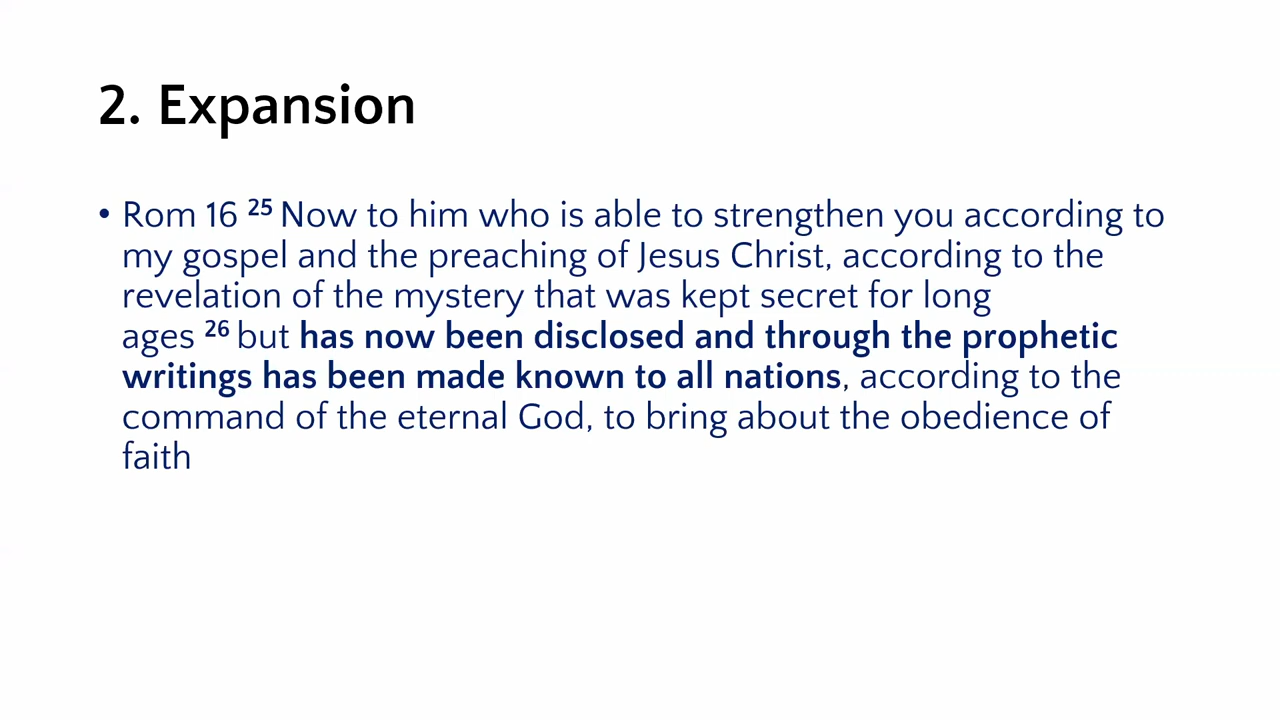 2. Expansion
• Rom 16 25 Now to him who is able to strengthen you according to
my gospel and the preaching of Jesus Christ, according to the
revelation of the mystery that was kept secret for long
ages 26 but has now been disclosed and through the prophetic
writings has been made known to all nations, according to the
command of the eternal God, to bring about the obedience of
faith